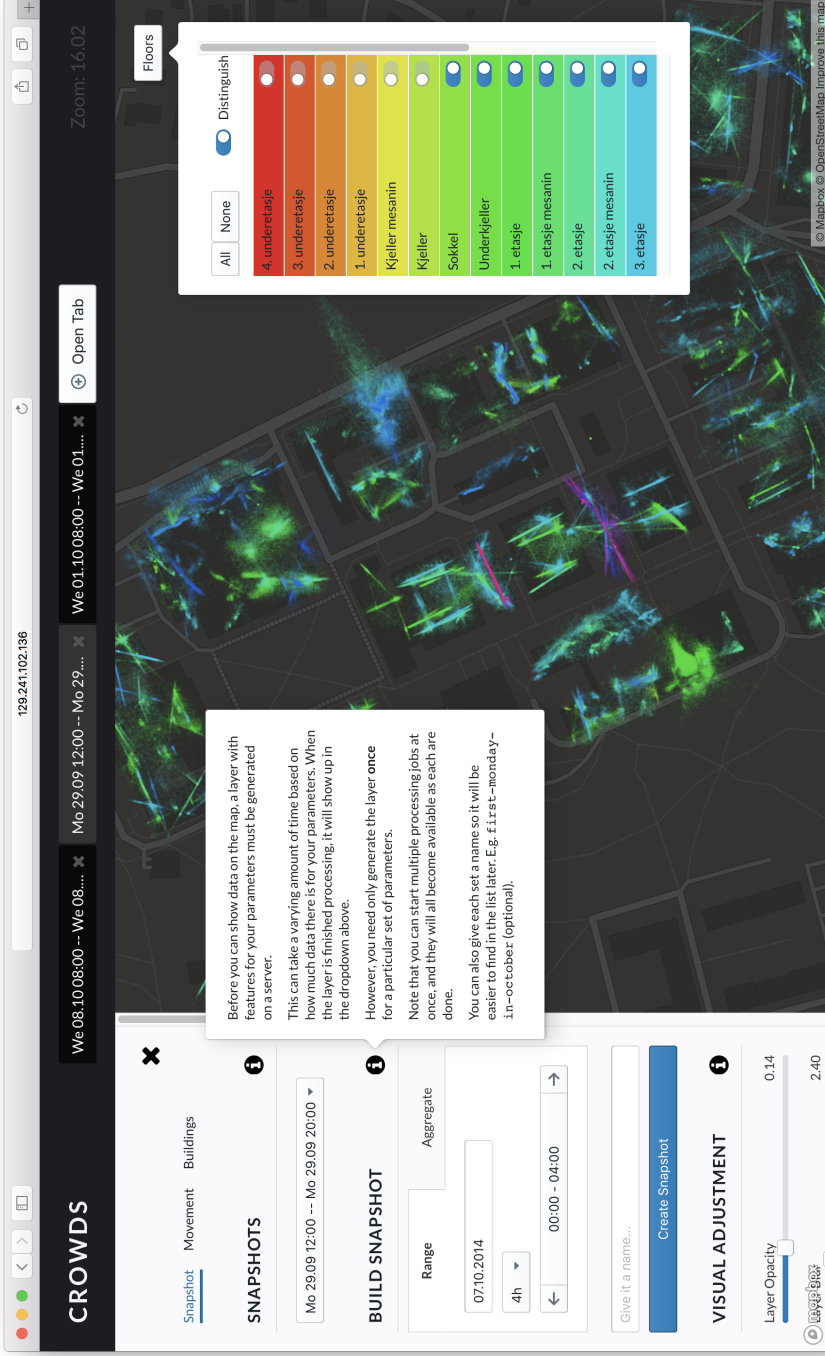 129.241.102.136
CROWDS
We 08.10 08:00 -- We 08....
Mo 29.09 12:00 -- Mo 29....
We 01.10 08:00 -- We 01....
Open Tab
Zoom: 16.02
Snapshot Movement Buildings
SNAPSHOTS
Mo 29.09 12:00 -- Mo 29.09 20:00
BUILD SNAPSHOT
Range Aggregate
07.10.2014
4h
00:00 - 04:00
Give it a name...
Create Snapshot
VISUAL ADJUSTMENT
Layer Opacity 0.14
2.40
mapbox
Before you can show data on the map, a layer with
features for your parameters must be generated
on a server.
This can take a varying amount of time based on
how much data there is for your parameters. When
the layer is finished processing, it will show up in
the dropdown above.
However, you need only generate the layer once
for a particular set of parameters.
Note that you can start multiple processing jobs at
once, and they will all become available as each are
done.
You can also give each set a name so it will be
easier to find in the list later. E.g. first-monday-
in-october (optional).
Floors
All None Distinguish
4. underetasje
3. underetasje
2. underetasje
1. underetasje
Kjeller mesanin
Kjeller
Sokkel
Underkjeller
1. etasje
1. etasje mesanin
2. etasje
2. etasje mesanin
3. etasje
© Mapbox © OpenStreetMap Improve this map